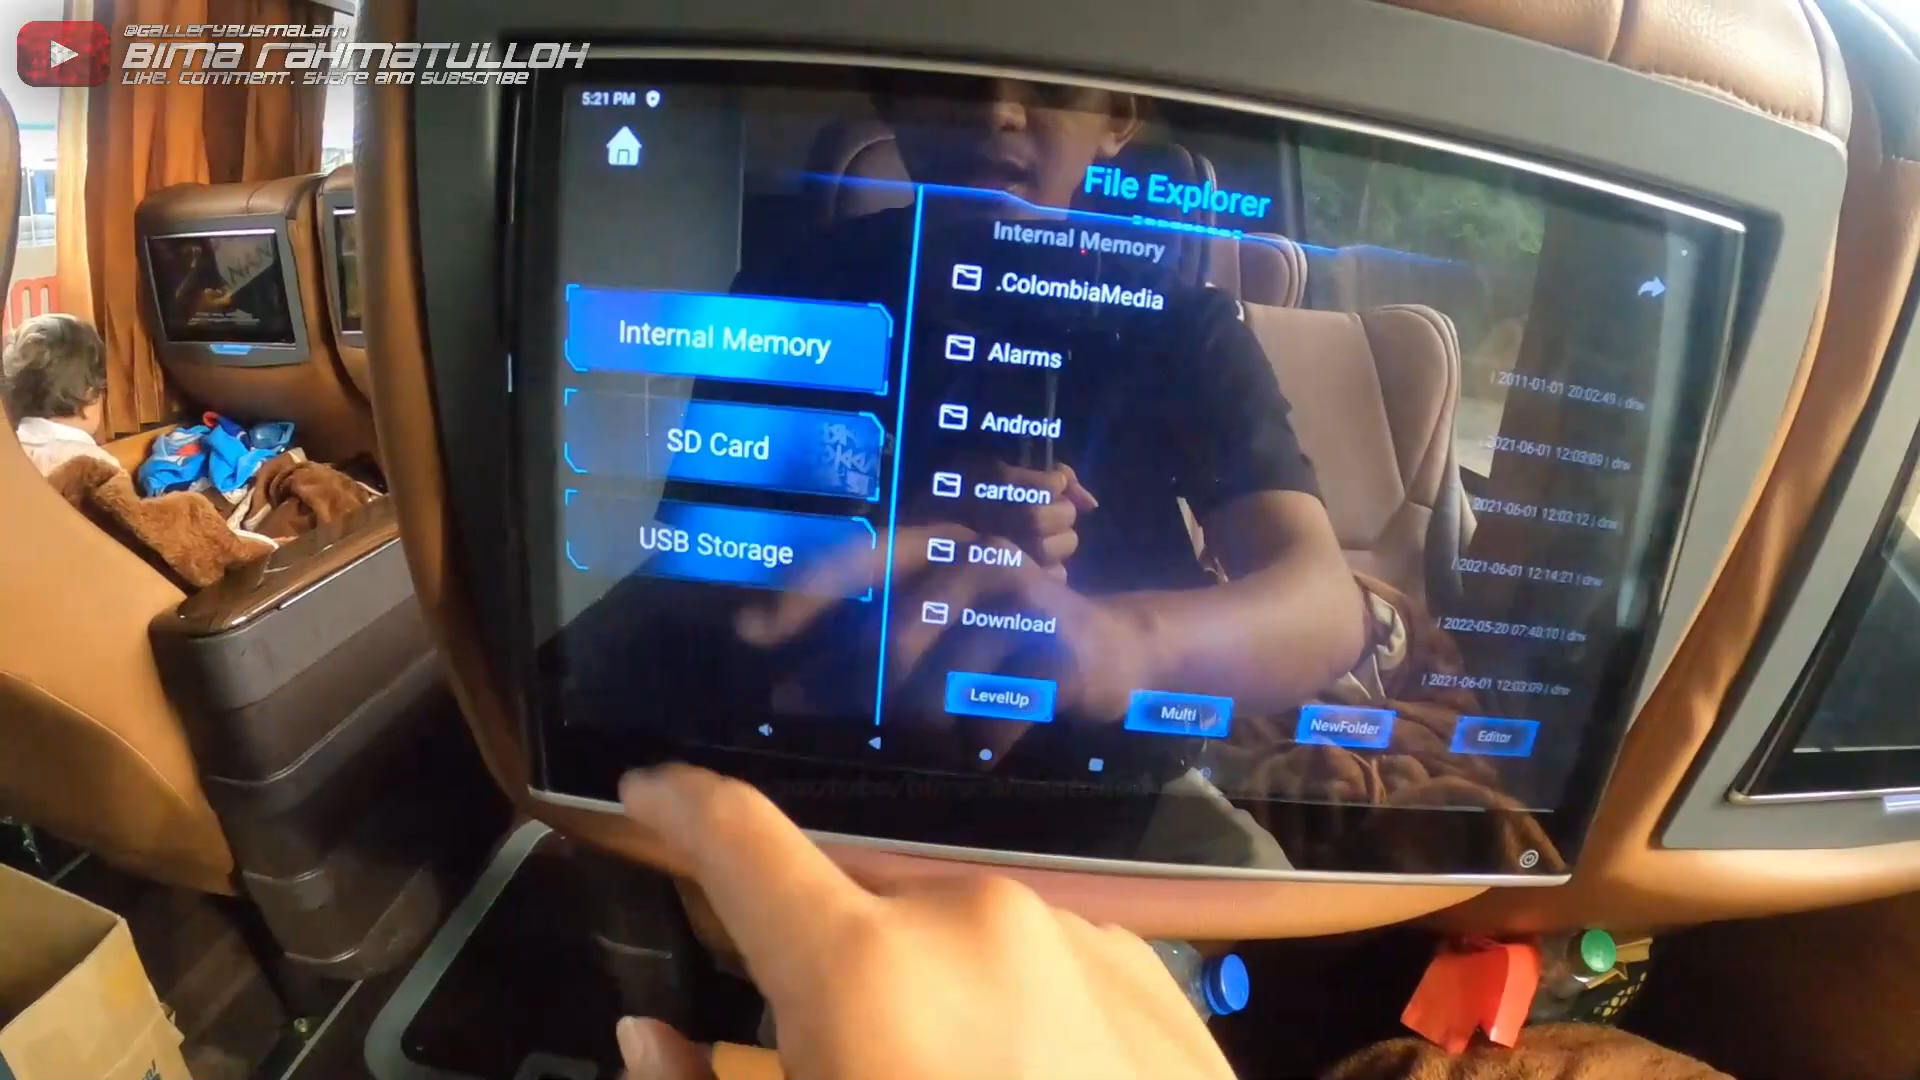 @GALLERYBUSMALAM
BIMA RAHMATULLOH
LIKE, COMMENT, SHARE AND SUBSCRIBE
5:21 PM
File Explorer
Internal Memory
Internal Memory
SD Card
USB Storage
.ColombiaMedia
Alarms
| 2011-01-01 20:02:49 | drw
Android
| 2021-06-01 12:03:09 | drw
cartoon
| 2021-06-01 12:03:12 | drw
DCIM
| 2021-06-01 12:14:21 | drw
Download
| 2022-05-20 07:40:10 | drw
| 2021-06-01 12:03:09 | drw
LevelUp
Multi
NewFolder
Editor